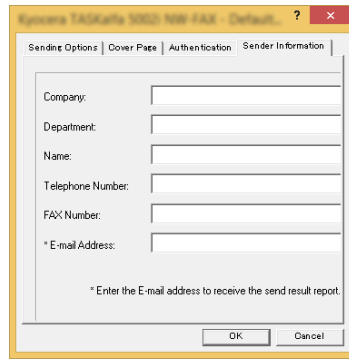 Kyocera TASKalfa 5002i NW-FAX - Default...
? ×
Sending Options Cover Page Authentication Sender Information
Company:
Department:
Name:
Telephone Number:
FAX Number:
* E-mail Address:
* Enter the E-mail address to receive the send result report.
OK Cancel